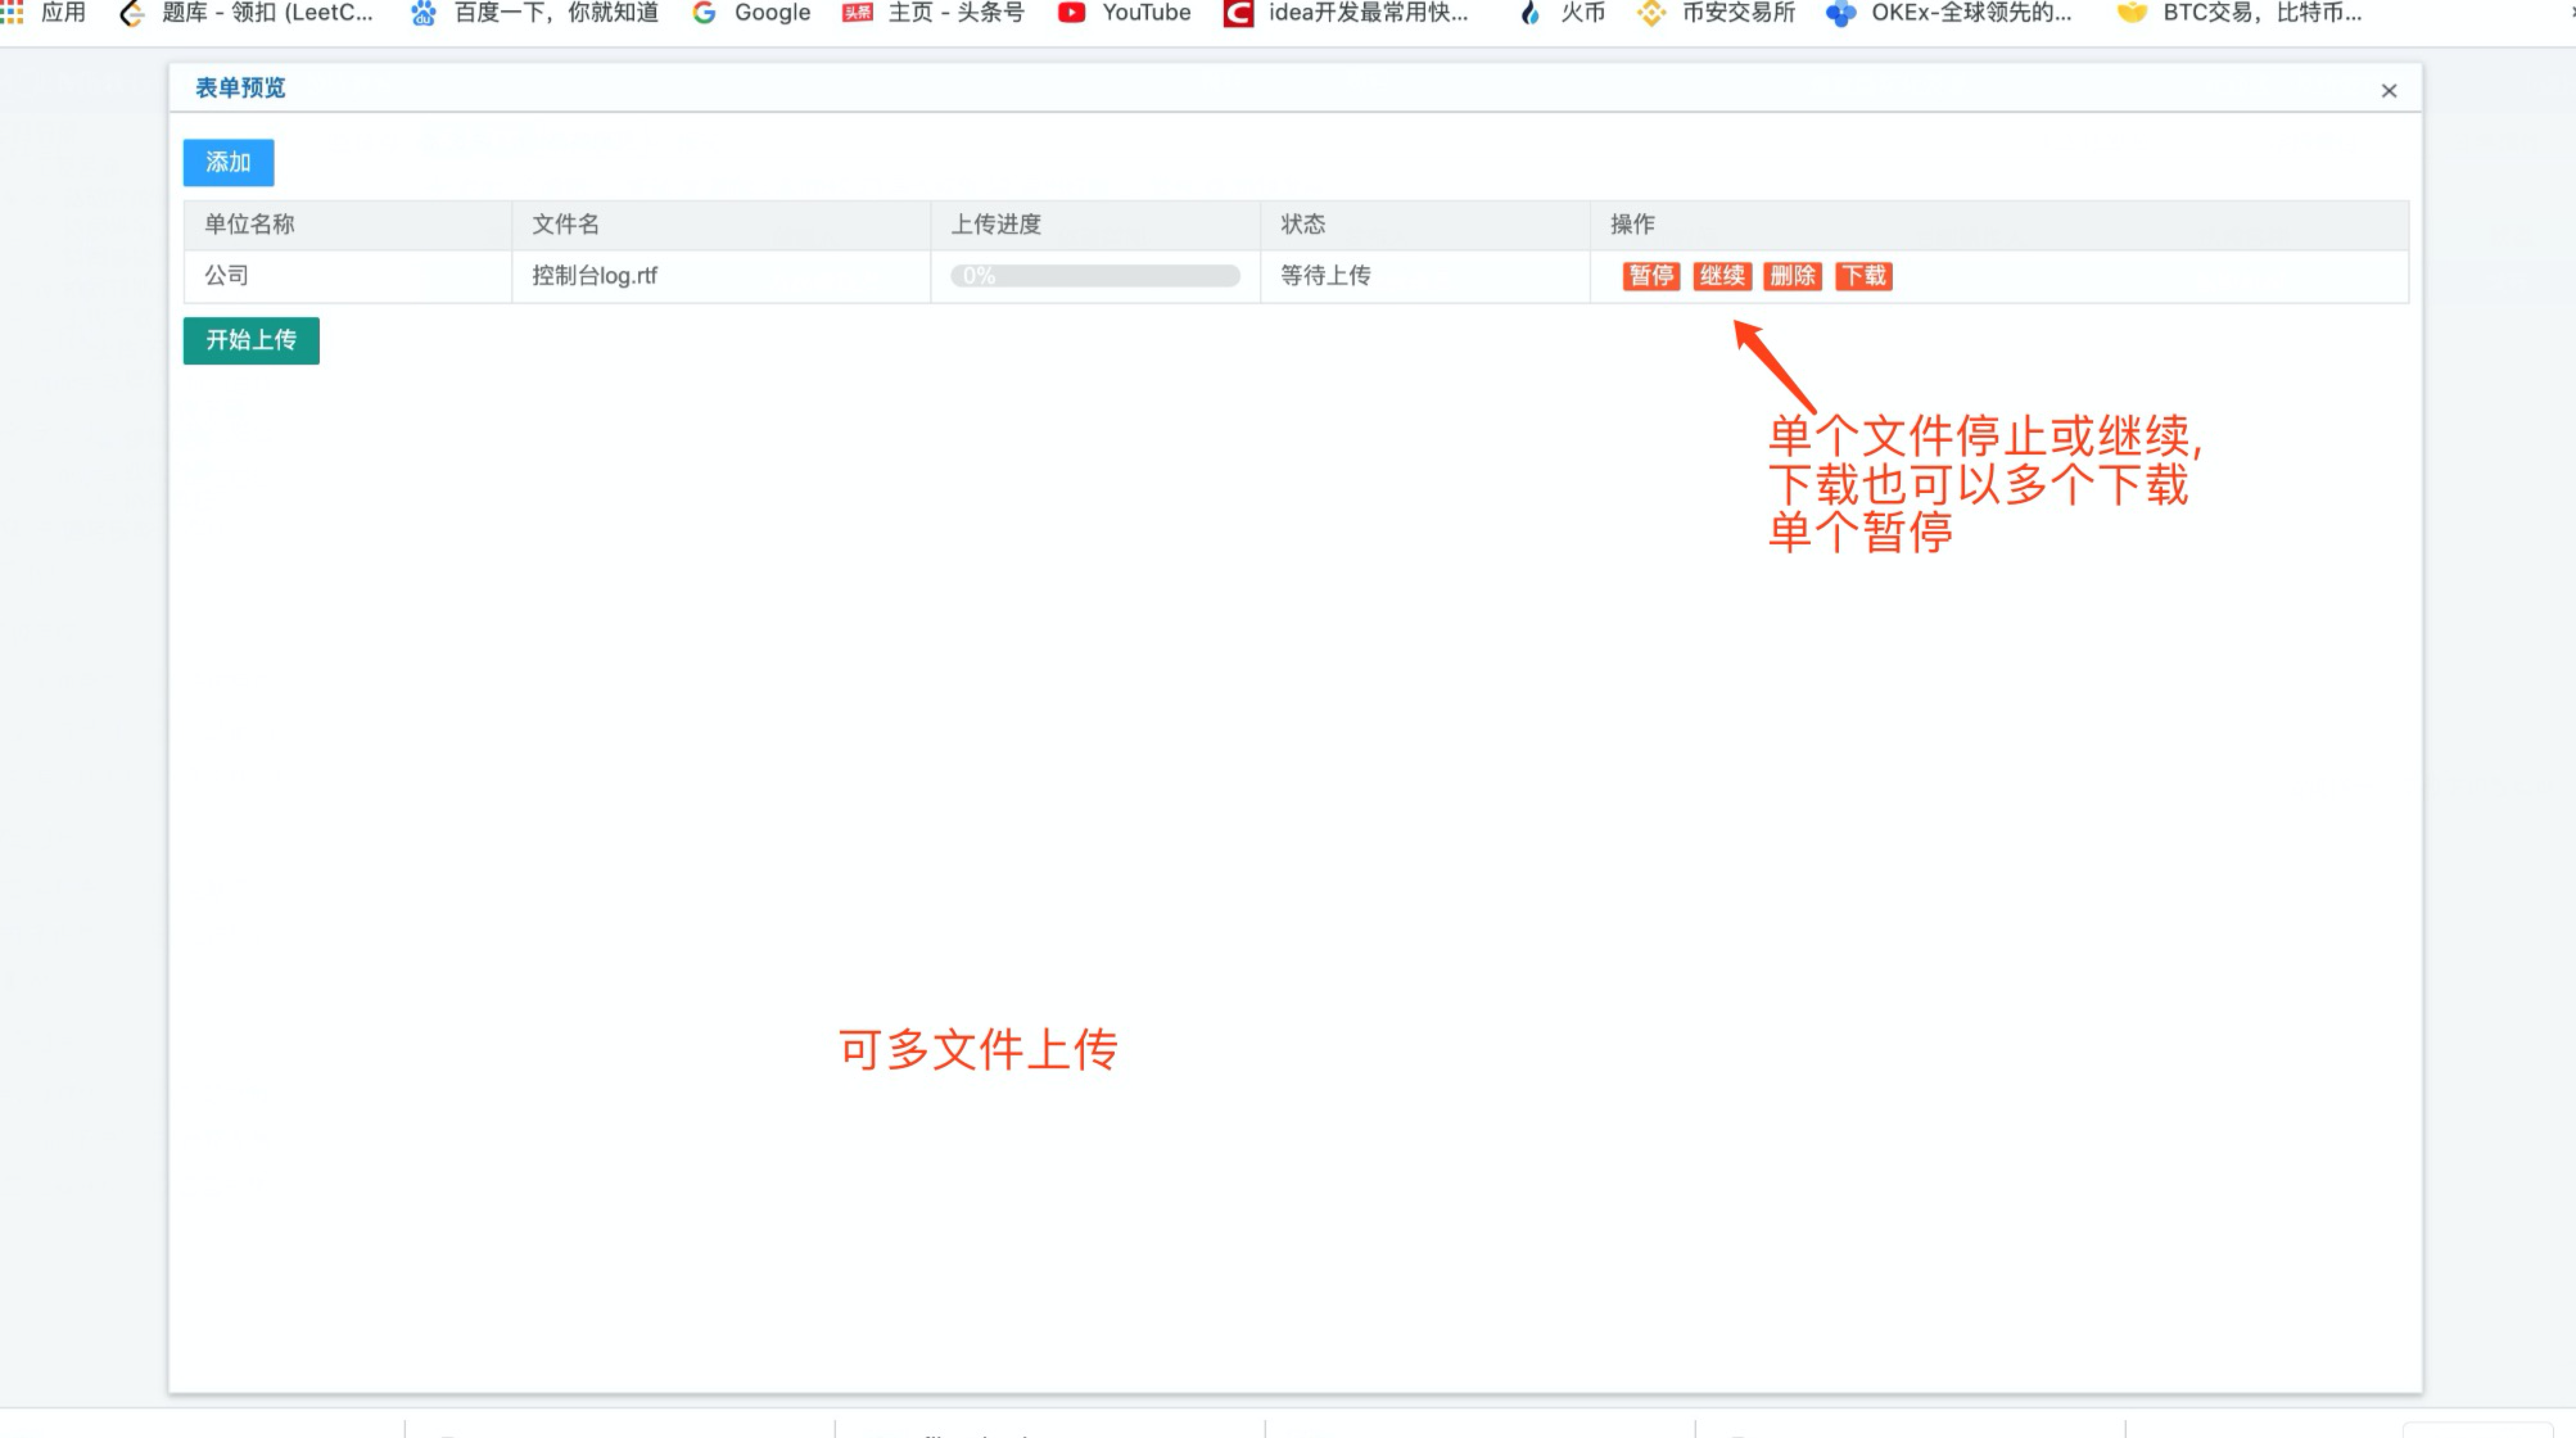 应用 题库 - 领扣 (LeetC... 百度一下，你就知道 Google 头条 主页 - 头条号 YouTube idea开发最常用快... 火币 币安交易所 OKEx-全球领先的... BTC交易，比特币...
表单预览
添加
单位名称 文件名 上传进度 状态 操作
公司 控制台log.rtf 0% 等待上传 暂停 继续 删除 下载
开始上传
单个文件停止或继续,
下载也可以多个下载
单个暂停
可多文件上传